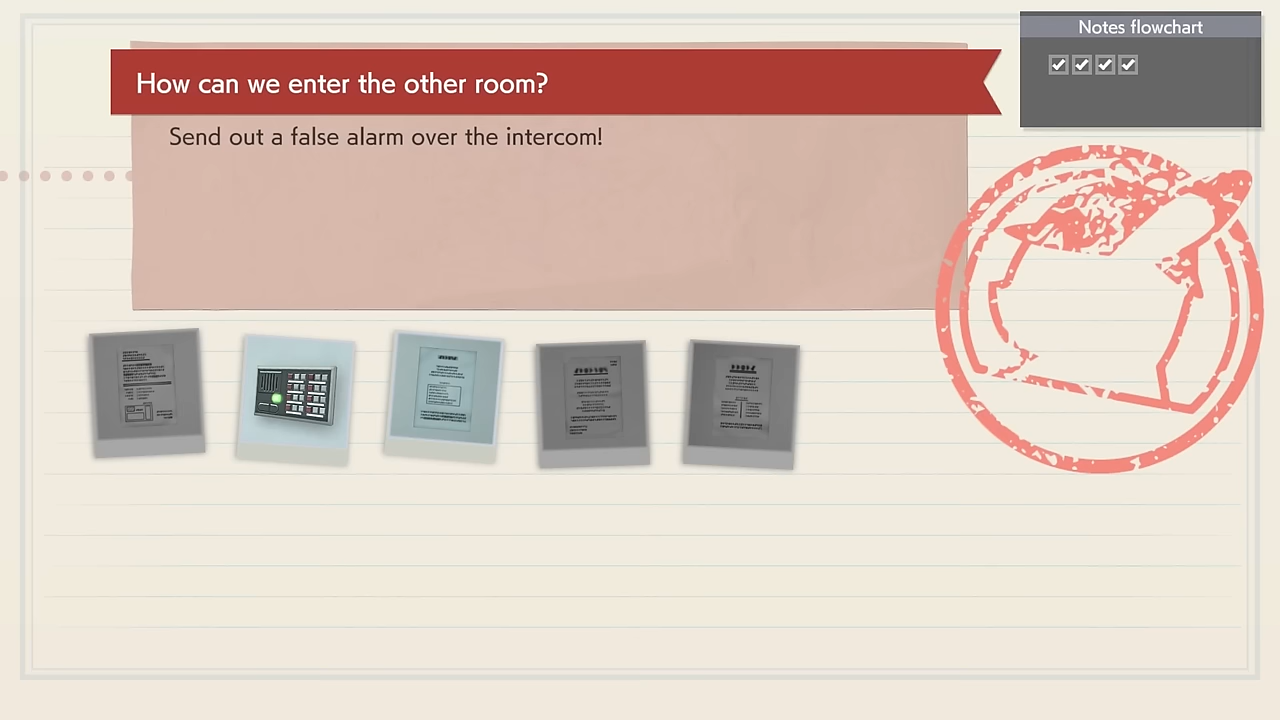 Notes flowchart
How can we enter the other room?
Send out a false alarm over the intercom!